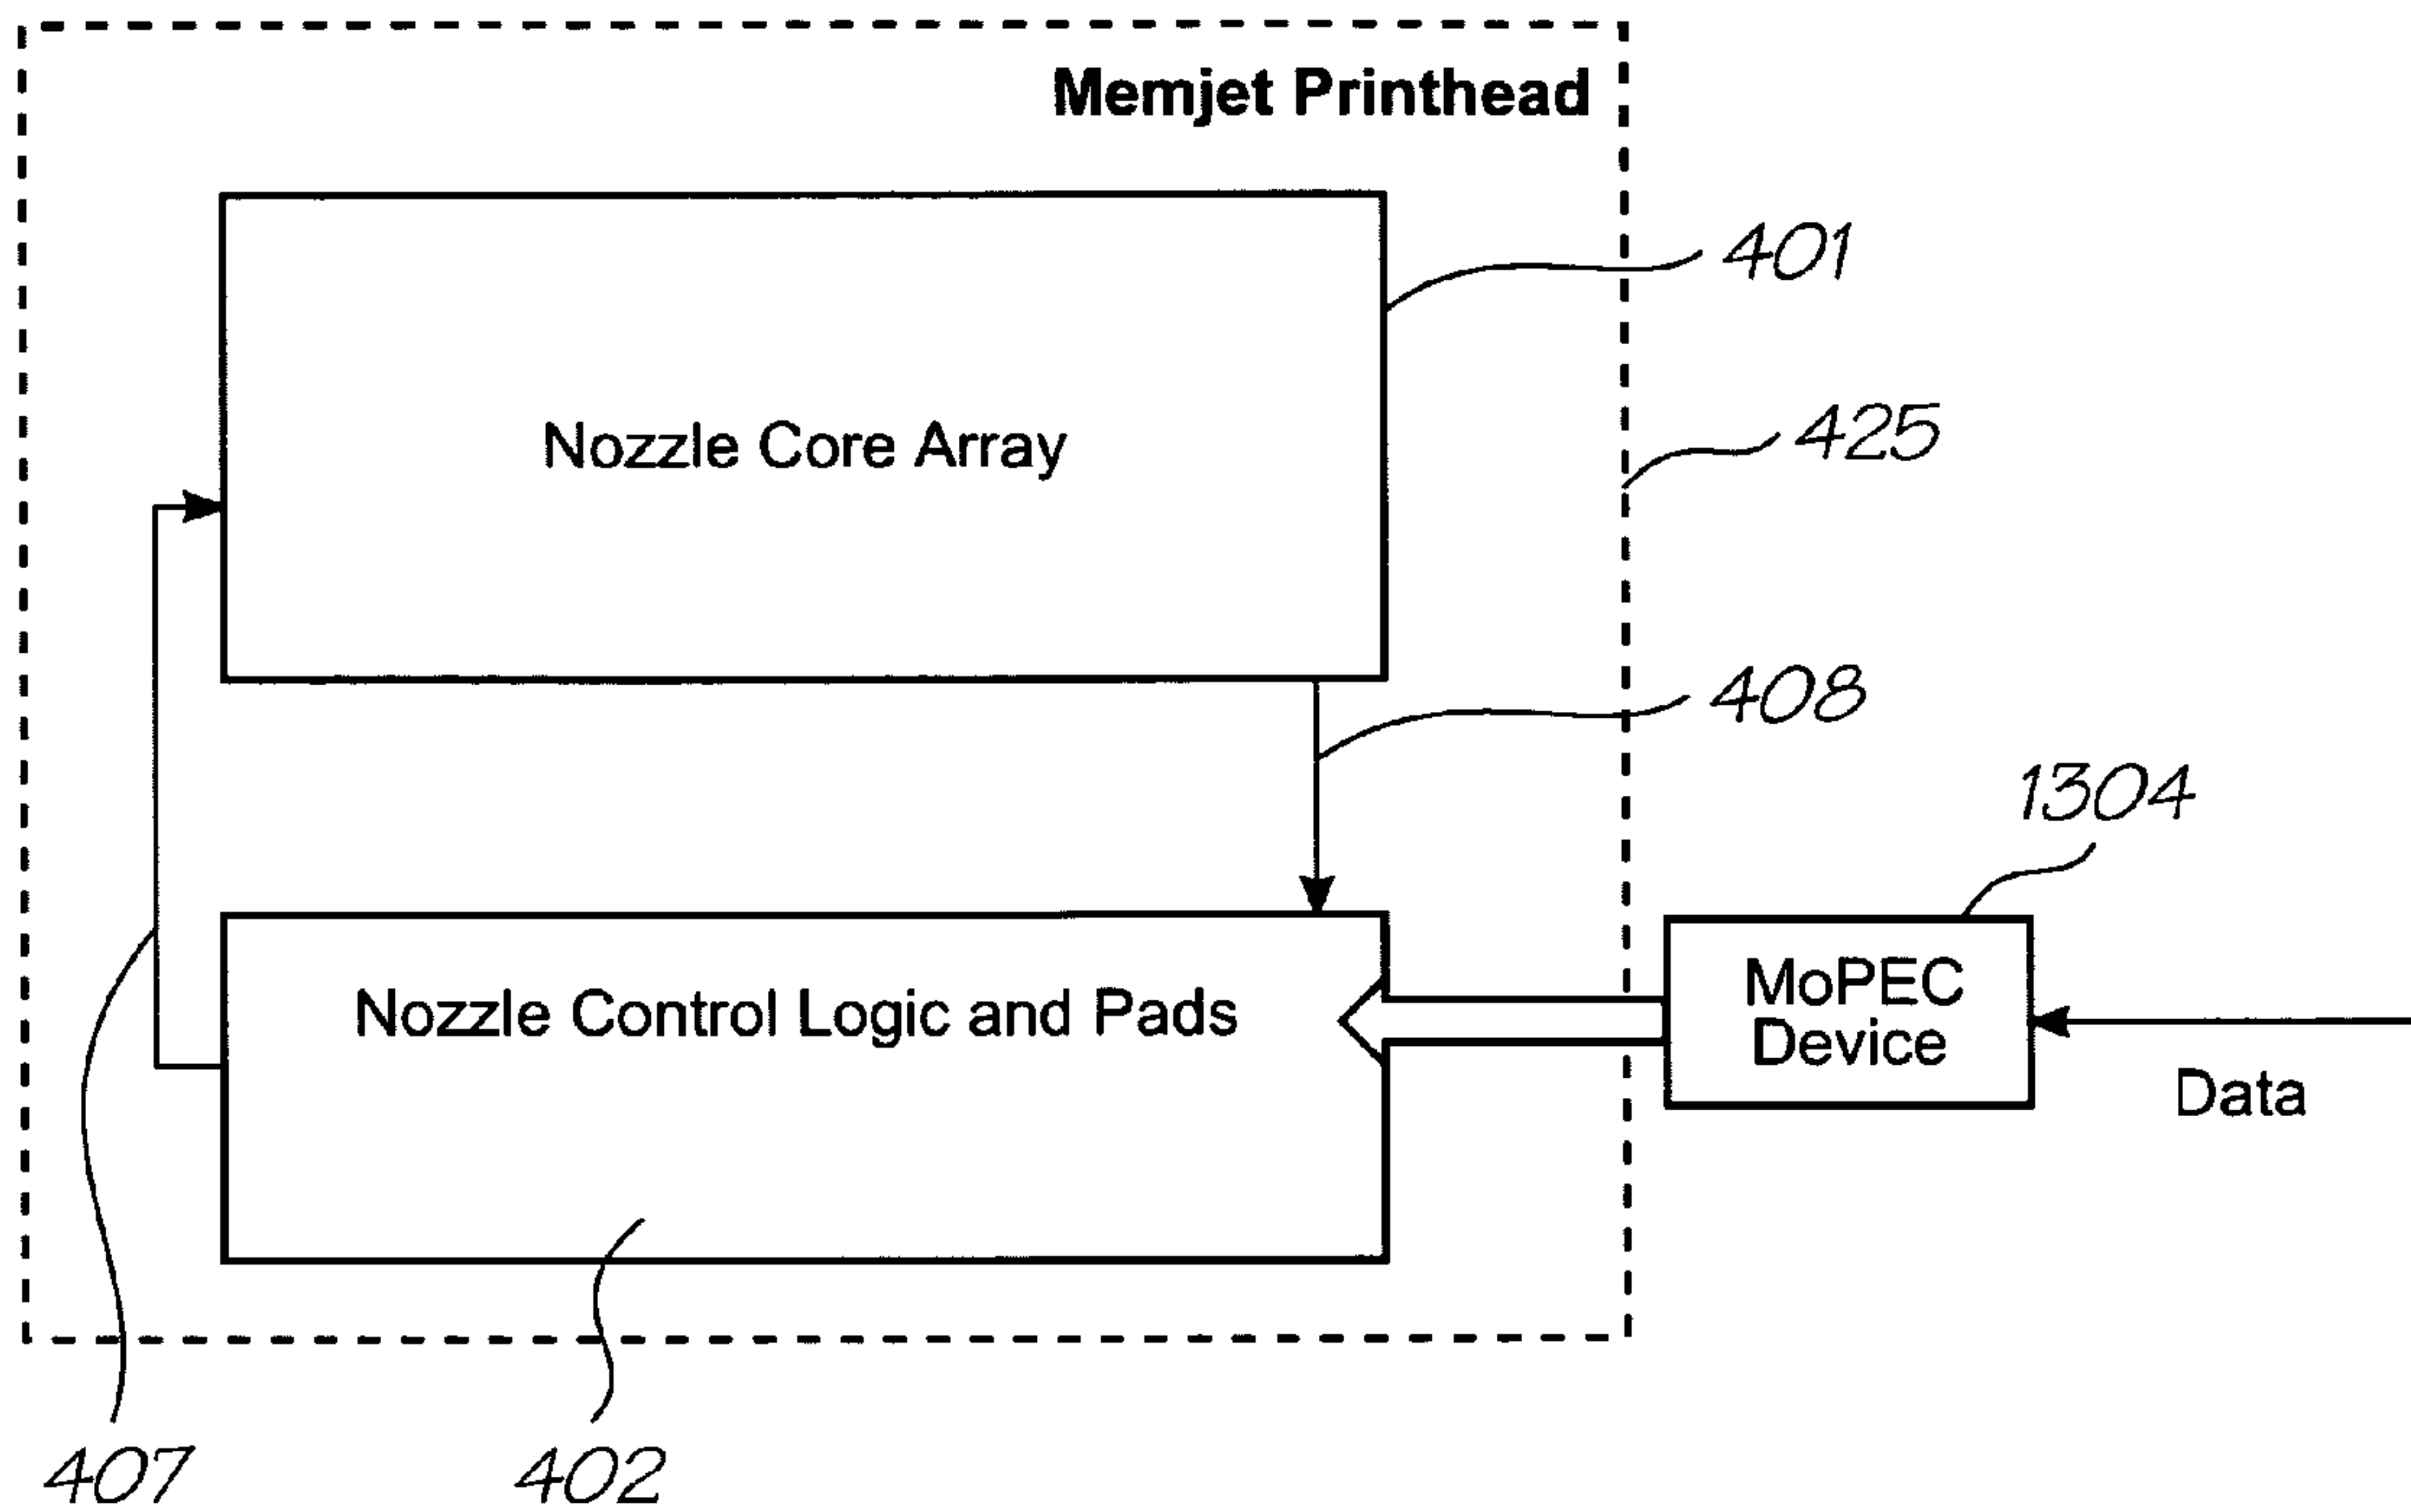 Memjet Printhead
401
Nozzle Core Array
425
408
1304
Nozzle Control Logic and Pads
MoPEC
Device
Data
407
402